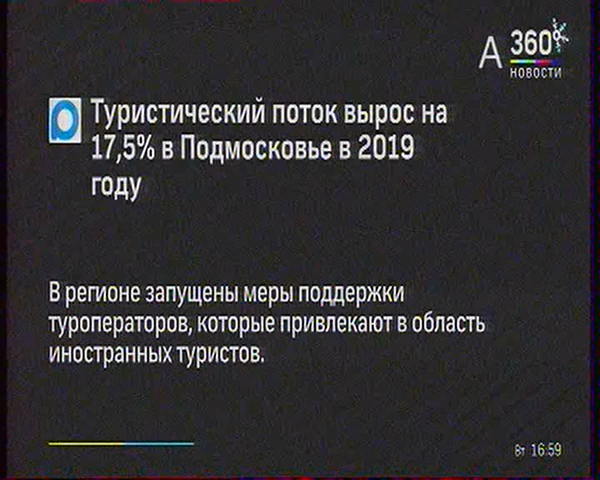 А 360°
НОВОСТИ
Туристический поток вырос на
17,5% в Подмосковье в 2019
году
В регионе запущены меры поддержки
туроператоров, которые привлекают в область
иностранных туристов.
Вт 16:59